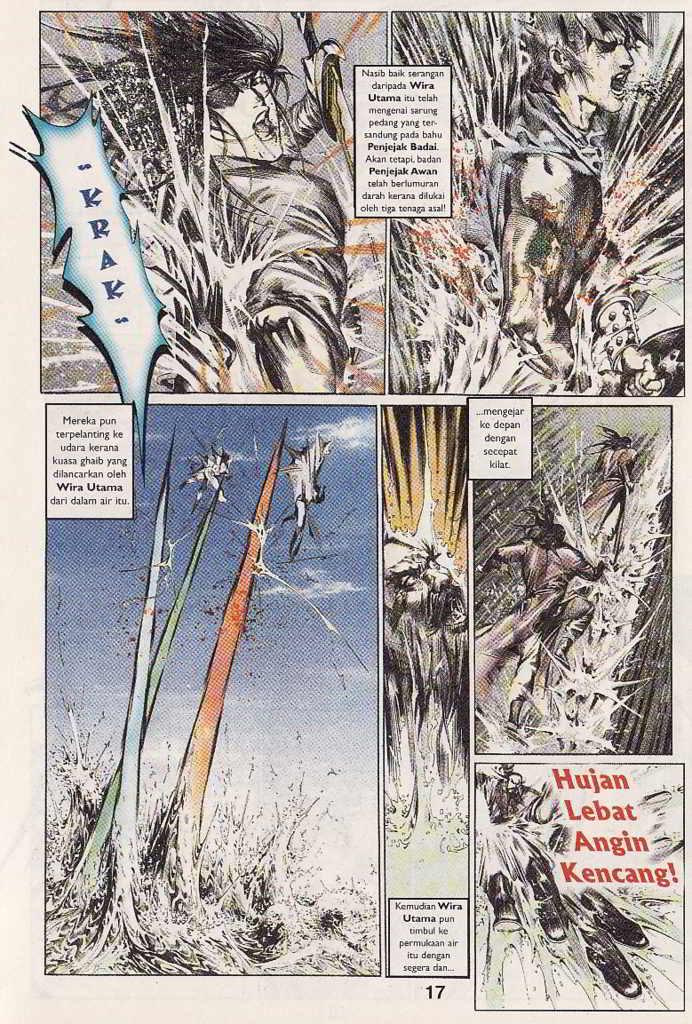 "KRAK"
Nasib baik serangan
daripada Wira
Utama itu telah
mengenai sarung
pedang yang ter-
sandung pada bahu
Penjejak Badai.
Akan tetapi, badan
Penjejak Awan
telah berlumuran
darah kerana dilukai
oleh tiga tenaga asal!
Mereka pun
terpelanting ke
udara kerana
kuasa ghaib yang
dilancarkan oleh
Wira Utama
dari dalam air itu.
Kemudian Wira
Utama pun
timbul ke
permukaan air
itu dengan
segera dan...
...mengejar
ke depan
dengan
secepat
kilat.
Hujan
Lebat
Angin
Kencang!
17